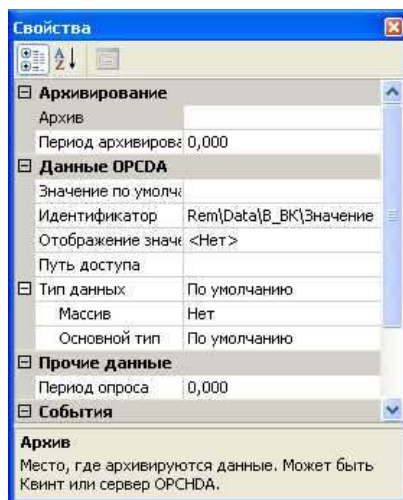 Свойства
Архивирование
Архив
Период архивирова 0,000
Данные OPCDA
Значение по умолча
Идентификатор Rem\Data\B_BK\Значение
Отображение значе <Нет>
Путь доступа
Тип данных По умолчанию
Массив Нет
Основной тип По умолчанию
Прочие данные
Период опроса 0,000
События
Архив
Место, где архивируются данные. Может быть
Квинт или сервер OPCHDA.